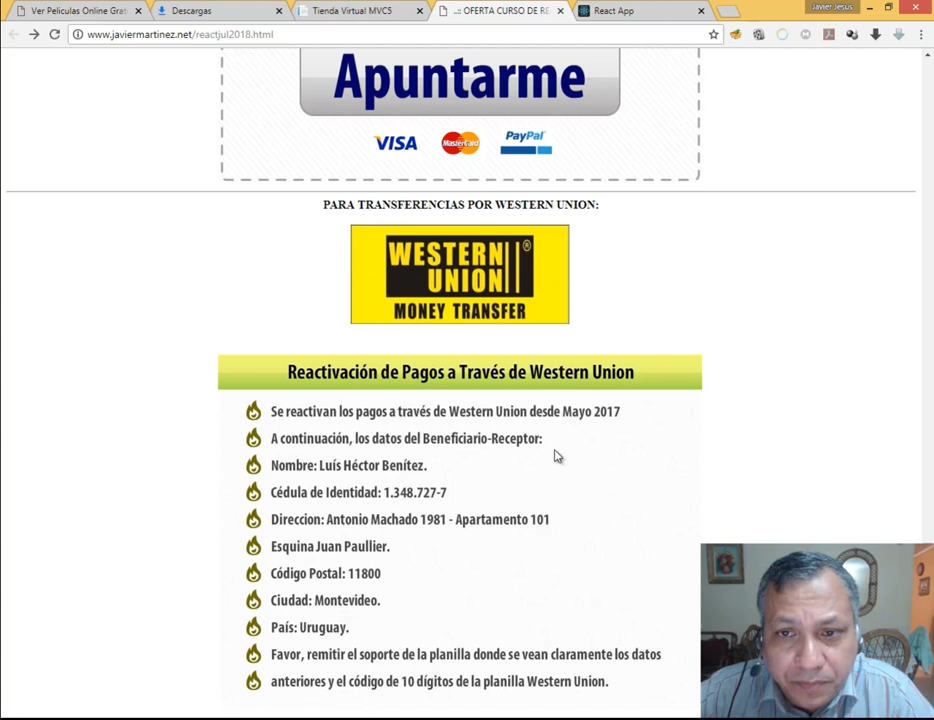 Ver Peliculas Online Grat
Descargas
Tienda Virtual MVC5
..:: OFERTA CURSO DE RE
React App
Javier Jesus
www.javiermartinez.net/reactjul2018.html
Apuntarme
VISA
MasterCard
PayPal
PARA TRANSFERENCIAS POR WESTERN UNION:
WESTERN
UNION®
MONEY TRANSFER
Reactivación de Pagos a Través de Western Union
Se reactivan los pagos a través de Western Union desde Mayo 2017
A continuación, los datos del Beneficiario-Receptor:
Nombre: Luís Héctor Benítez.
Cédula de Identidad: 1.348.727-7
Direccion: Antonio Machado 1981 - Apartamento 101
Esquina Juan Paullier.
Código Postal: 11800
Ciudad: Montevideo.
País: Uruguay.
Favor, remitir el soporte de la planilla donde se vean claramente los datos
anteriores y el código de 10 dígitos de la planilla Western Union.